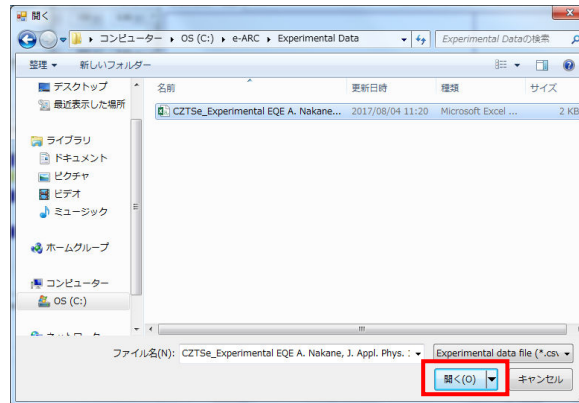 開く
コンピューター ▸ OS (C:) ▸ e-ARC ▸ Experimental Data
Experimental Dataの検索
整理 ▼ 新しいフォルダー
デスクトップ
最近表示した場所
ライブラリ
ドキュメント
ピクチャ
ビデオ
ミュージック
ホームグループ
コンピューター
OS (C:)
名前 更新日時 種類 サイズ
CZTSe_Experimental EQE A. Nakane... 2017/08/04 11:20 Microsoft Excel ... 2 KB
ファイル名(N): CZTSe_Experimental EQE A. Nakane, J. Appl. Phys. Experimental data file (*.csv
開く(O) キャンセル